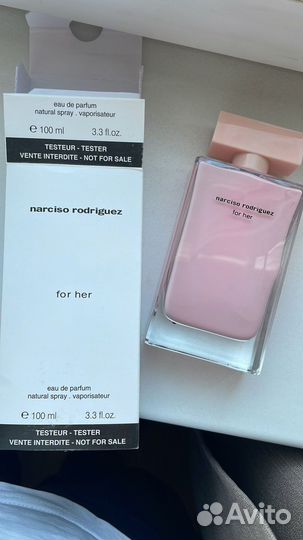 eau de parfum
natural spray . vaporisateur
e 100 ml 3.3 fl.oz.
TESTEUR - TESTER
VENTE INTERDITE - NOT FOR SALE
narciso rodriguez
for her
eau de parfum
natural spray . vaporisateur
e 100 ml 3.3 fl.oz.
TESTEUR - TESTER
VENTE INTERDITE - NOT FOR SALE
narciso rodriguez
for her
Avito